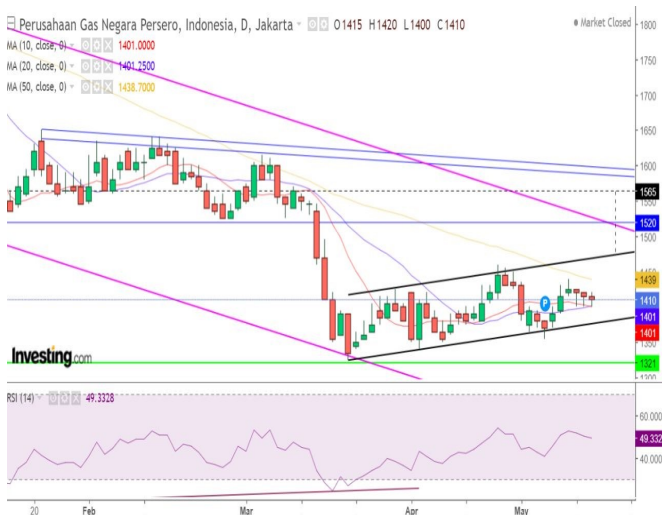 Perusahaan Gas Negara Persero, Indonesia, D, Jakarta O1415 H1420 L1400 C1410
Market Closed
MA (10, close, 0) 1401.0000
MA (20, close, 0) 1401.2500
MA (50, close, 0) 1438.7000
1800
1750
1700
1650
1600
1565
1550
1520
1500
1439
1410
1401
1401
1350
1321
1300
P
Investing.com
RSI (14) 49.3328
60.000
49.332
40.000
20 Feb Mar Apr May